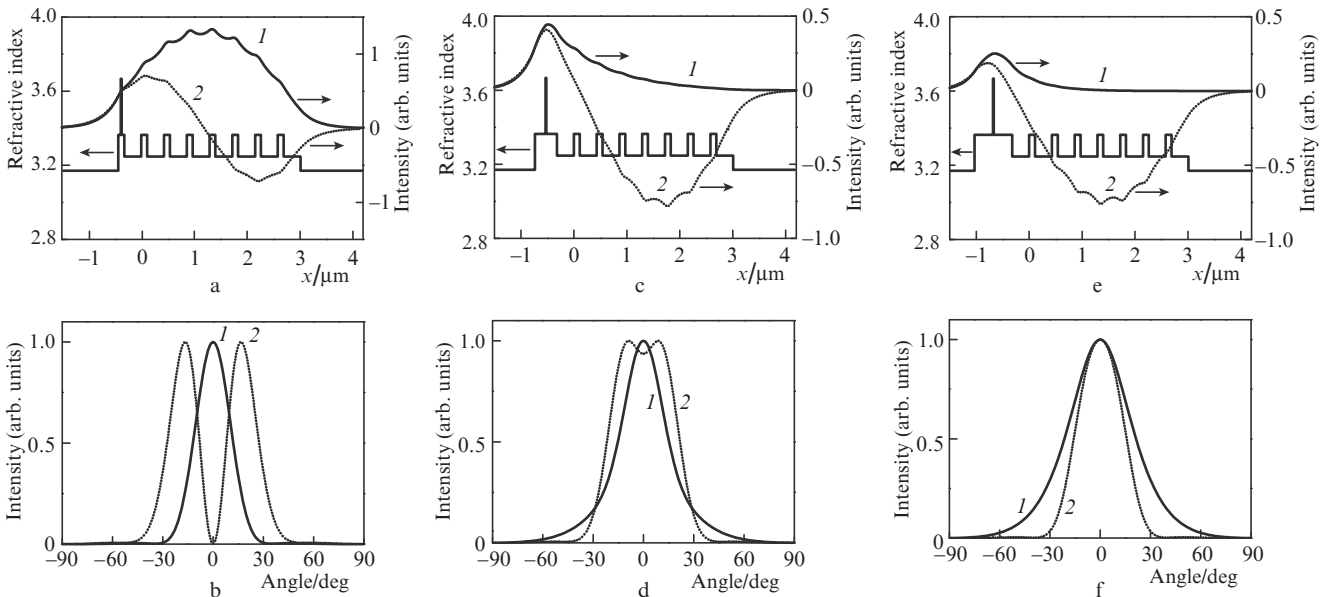 4.0
3.6
3.2
2.8
Refractive index
1
0
−1
Intensity (arb. units)
1
2
−1 0 1 2 3 4
x/μm
a
4.0
3.6
3.2
2.8
Refractive index
0.5
0
−0.5
−1.0
Intensity (arb. units)
1
2
−1 0 1 2 3 4
x/μm
c
4.0
3.6
3.2
2.8
Refractive index
0.5
0
−0.5
−1.0
Intensity (arb. units)
1
2
−1 0 1 2 3 4
x/μm
e
1.0
0.5
0
Intensity (arb. units)
1
2
−90 −60 −30 0 30 60 90
Angle/deg
b
1.0
0.5
0
Intensity (arb. units)
1
2
−90 −60 −30 0 30 60 90
Angle/deg
d
1.0
0.5
0
Intensity (arb. units)
1
2
−90 −60 −30 0 30 60 90
Angle/deg
f